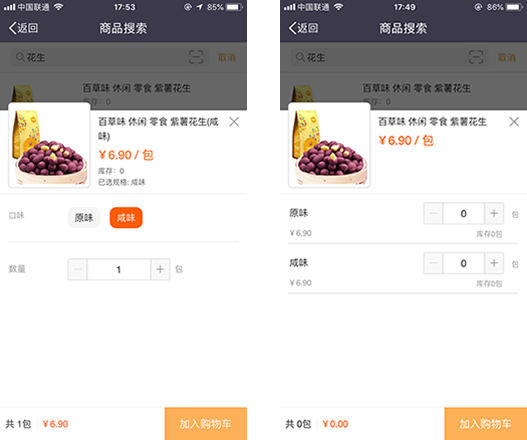 中国联通
17:53
85%
返回
商品搜索
花生
取消
百草味 休闲 零食 紫薯花生
库存: 0
百草味 休闲 零食 紫薯花生(咸
味)
¥6.90 / 包
库存: 0
已选规格: 咸味
口味
原味
咸味
数量
1
包
共 1包
¥6.90
加入购物车
中国联通
17:49
86%
返回
商品搜索
花生
取消
百草味 休闲 零食 紫薯花生
¥6.90 / 包
原味
0
包
¥6.90
库存0包
咸味
0
包
¥6.90
库存0包
共 0包
¥0.00
加入购物车